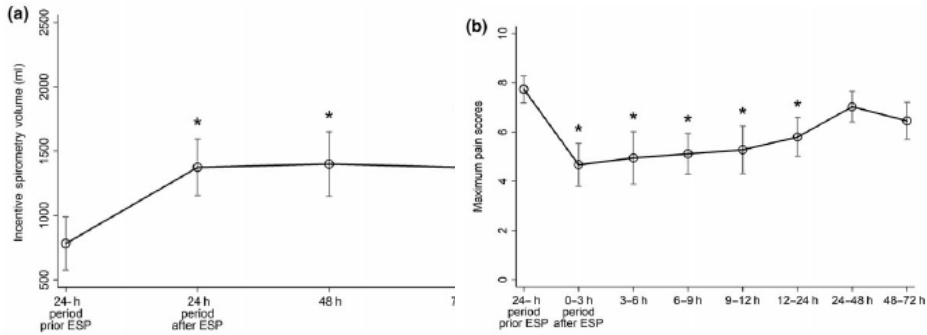 (a)
Incentive spirometry volume (ml)
2500
2000
1500
1000
500
*
*
24- h
period
prior ESP
24 h
period
after ESP
48 h
7
(b)
Maximum pain scores
10
8
6
4
2
0
*
*
*
*
*
24- h
period
prior ESP
0–3 h
period
after ESP
3–6 h
6–9 h
9–12 h
12–24 h
24–48 h
48–72 h